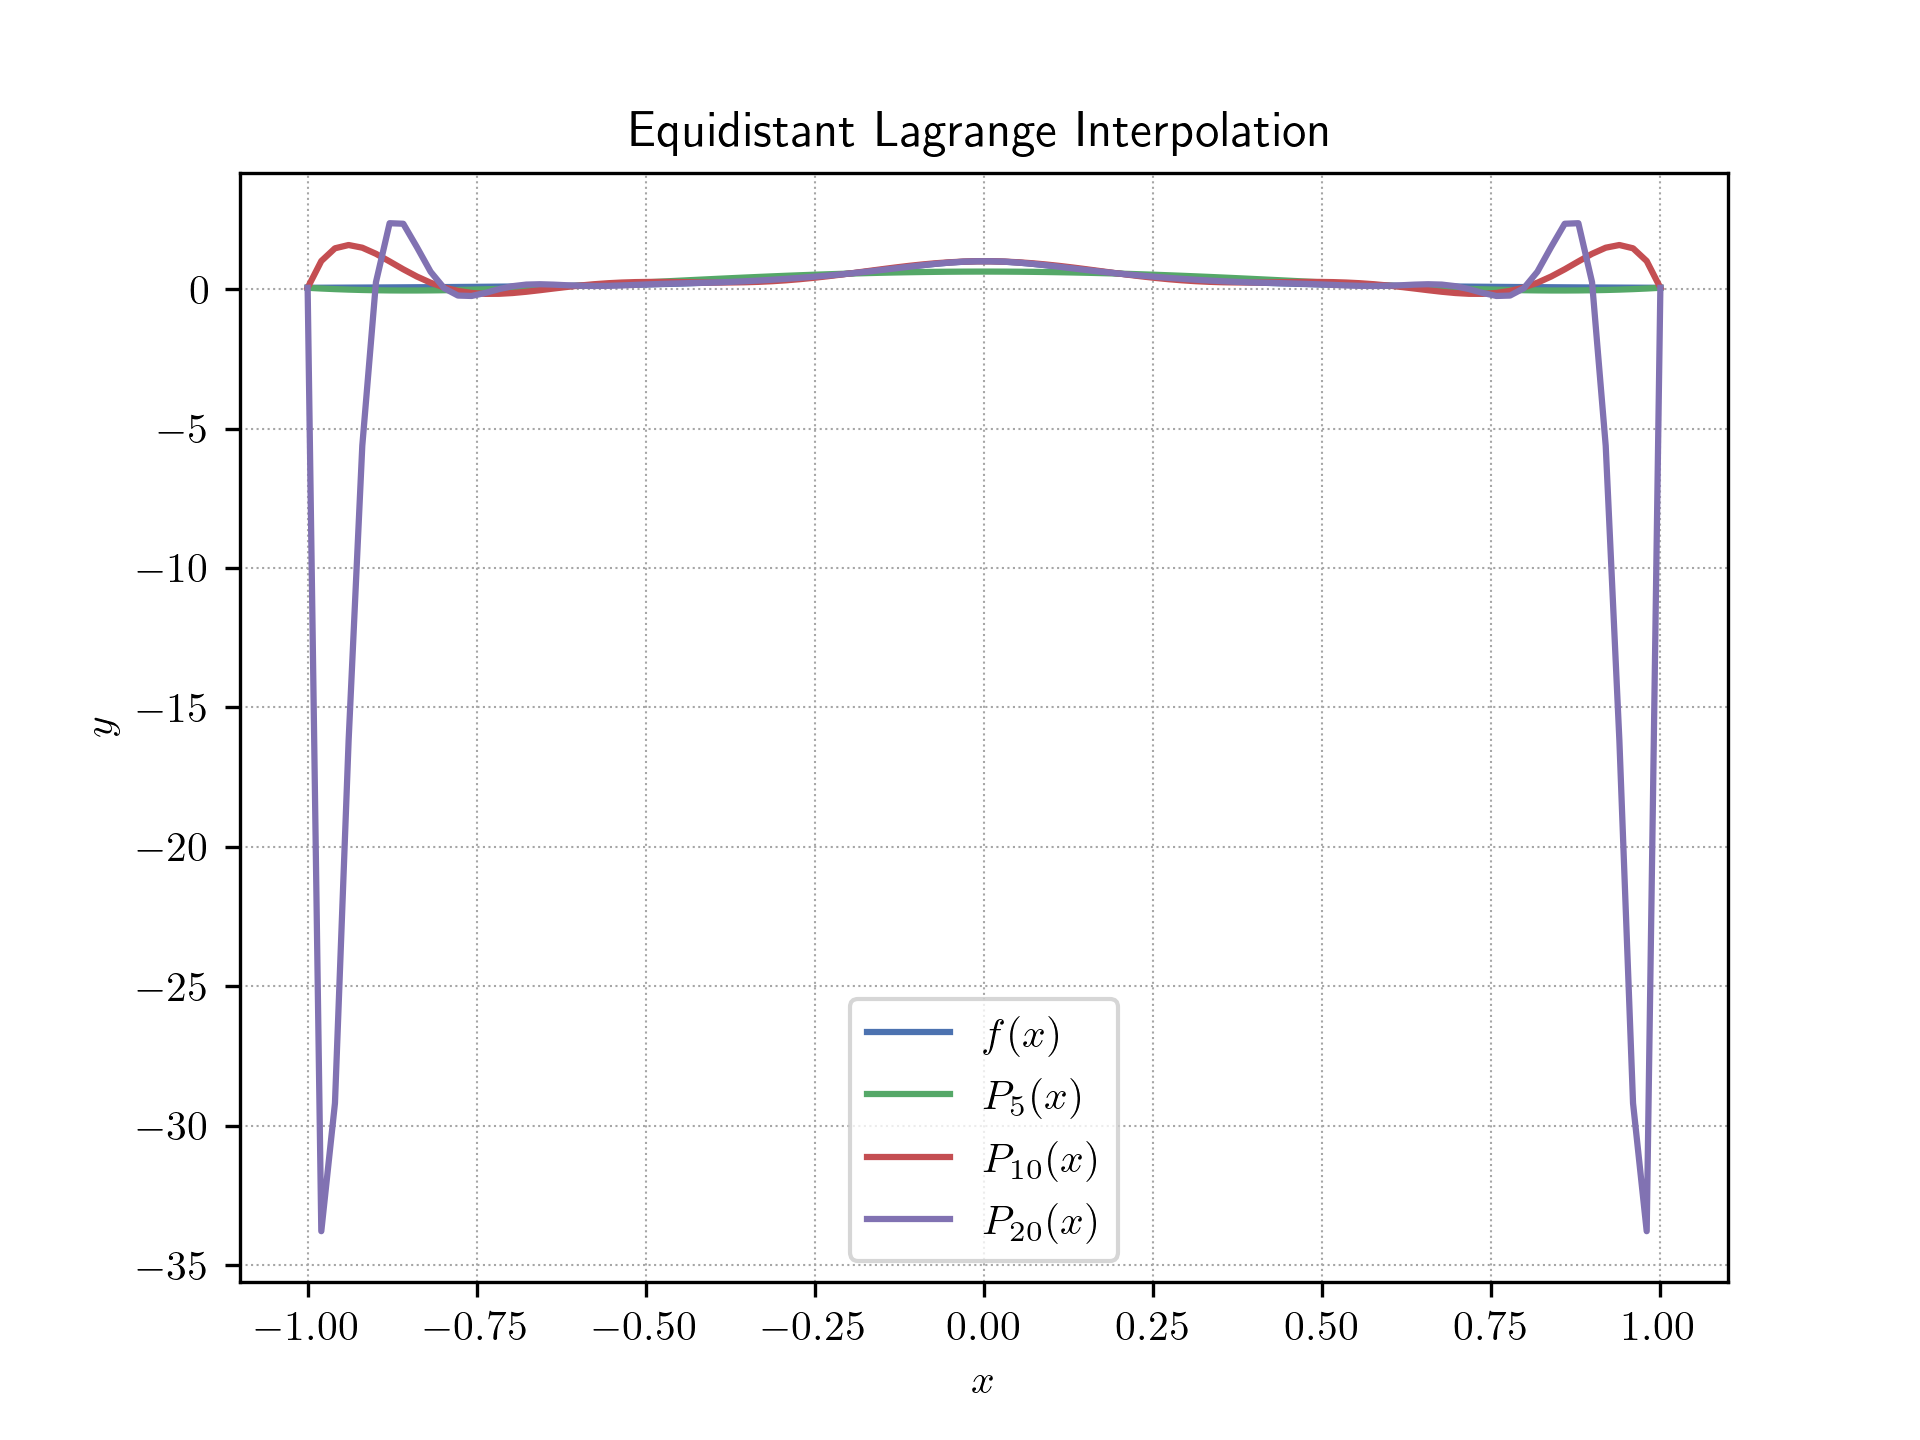 Equidistant Lagrange Interpolation
y
0
−5
−10
−15
−20
−25
−30
−35
f(x)
P₅(x)
P₁₀(x)
P₂₀(x)
−1.00 −0.75 −0.50 −0.25 0.00 0.25 0.50 0.75 1.00
x